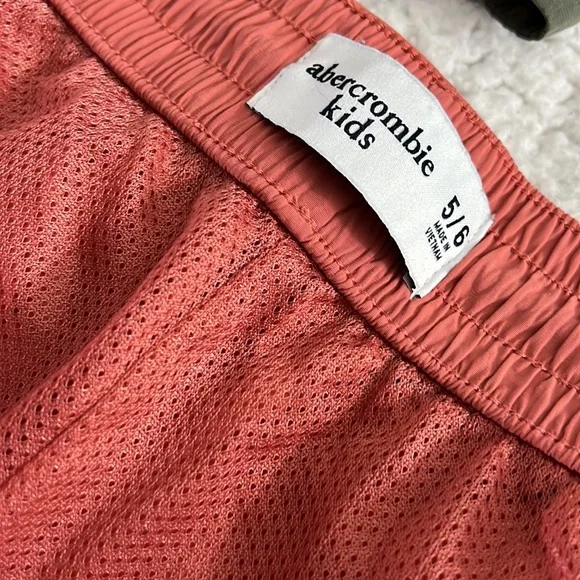 abercrombie
kids
5/6
MADE IN
VIETNAM